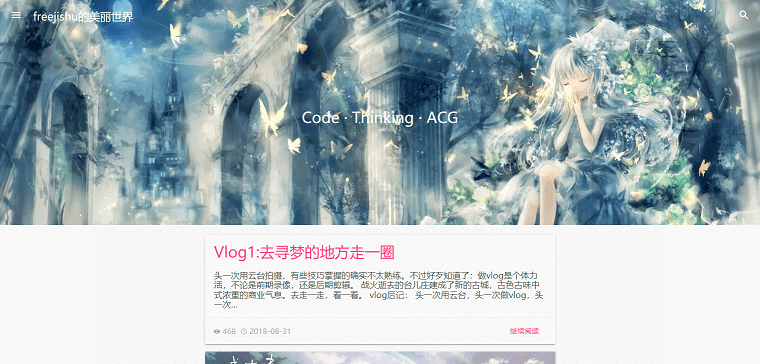 freejishu的美丽世界
Code · Thinking · ACG
Vlog1:去寻梦的地方走一圈
头一次用云台拍摄，有些技巧掌握的确实不太熟练。不过好歹知道了：做vlog是个体力
活，不论是前期录像，还是后期剪辑。 战火逝去的台儿庄建成了新的古城，古色古味中
式浓重的商业气息。去走一走，看一看。 vlog后记： 头一次用云台，头一次做vlog，头
一次...
468 2018-08-31 继续阅读